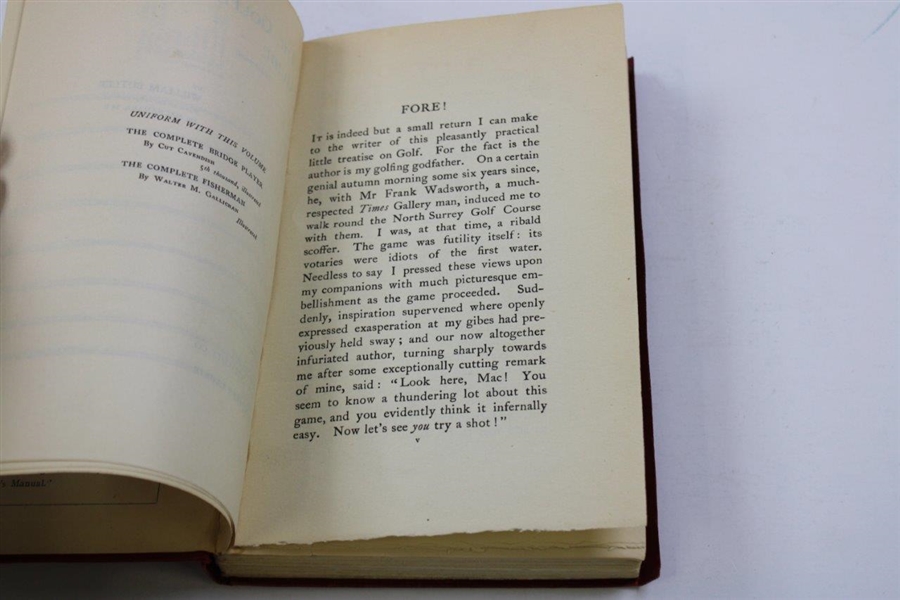 UNIFORM WITH THIS VOLUME
THE COMPLETE BRIDGE PLAYER
By Cut Cavendish
5th thousand, illustrated
THE COMPLETE FISHERMAN
By Walter M. Gallichan
Illustrated
's Manual."
FORE!
It is indeed but a small return I can make
to the writer of this pleasantly practical
little treatise on Golf. For the fact is the
author is my golfing godfather. On a certain
genial autumn morning some six years since,
he, with Mr Frank Wadsworth, a much-
respected Times Gallery man, induced me to
walk round the North Surrey Golf Course
with them. I was, at that time, a ribald
scoffer. The game was futility itself: its
votaries were idiots of the first water.
Needless to say I pressed these views upon
my companions with much picturesque em-
bellishment as the game proceeded. Sud-
denly, inspiration supervened where openly
expressed exasperation at my gibes had pre-
viously held sway; and our now altogether
infuriated author, turning sharply towards
me after some exceptionally cutting remark
of mine, said: "Look here, Mac! You
seem to know a thundering lot about this
game, and you evidently think it infernally
easy. Now let's see you try a shot!"
v